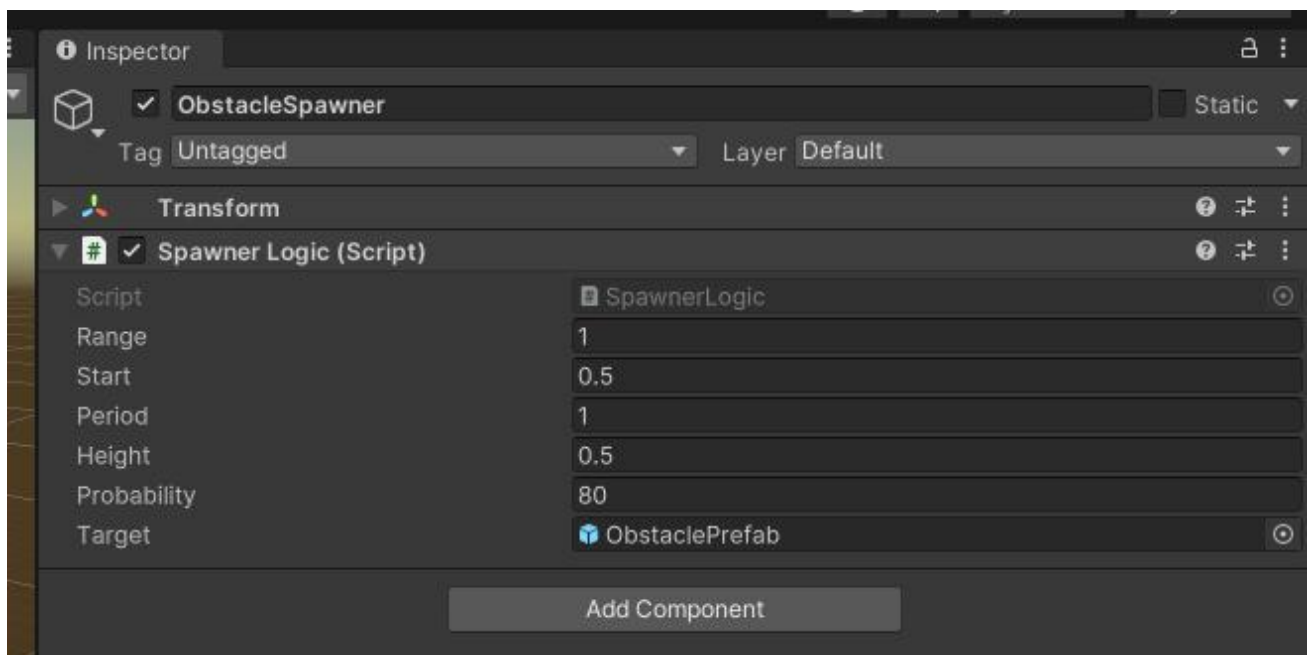 Inspector
ObstacleSpawner Static
Tag Untagged Layer Default
Transform
# Spawner Logic (Script)
Script # SpawnerLogic
Range 1
Start 0.5
Period 1
Height 0.5
Probability 80
Target ObstaclePrefab
Add Component